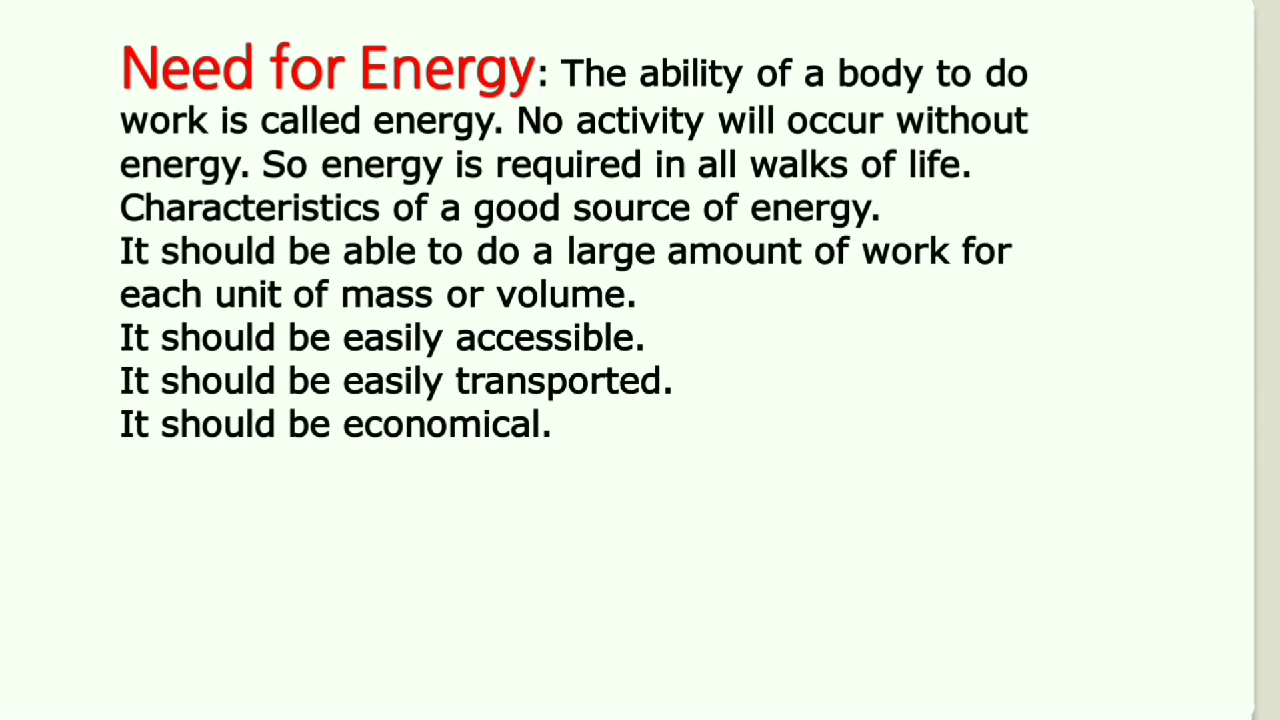 Need for Energy: The ability of a body to do
work is called energy. No activity will occur without
energy. So energy is required in all walks of life.
Characteristics of a good source of energy.
It should be able to do a large amount of work for
each unit of mass or volume.
It should be easily accessible.
It should be easily transported.
It should be economical.